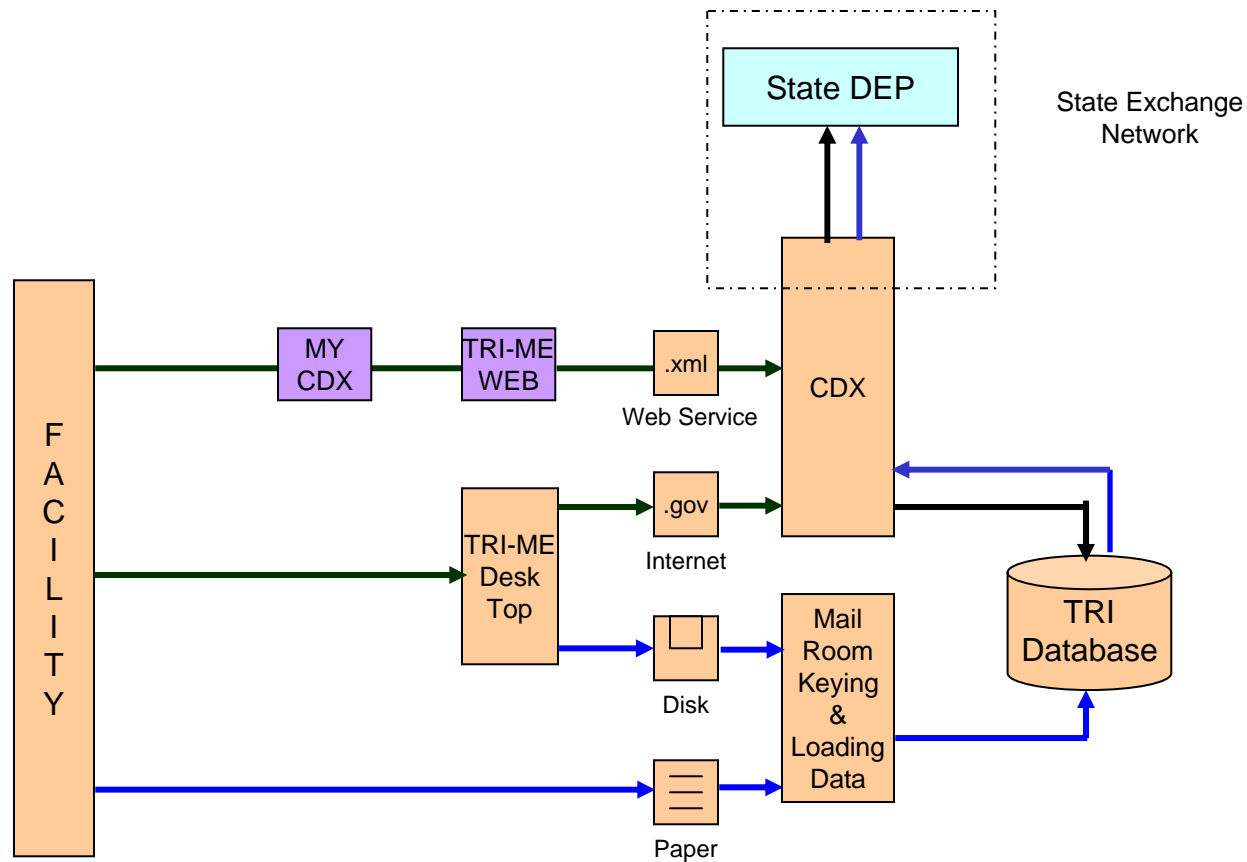 State DEP
State Exchange
Network
MY
CDX
TRI-ME
WEB
.xml
Web Service
CDX
F
A
C
I
L
I
T
Y
TRI-ME
Desk
Top
.gov
Internet
Disk
Mail
Room
Keying
&
Loading
Data
TRI
Database
Paper